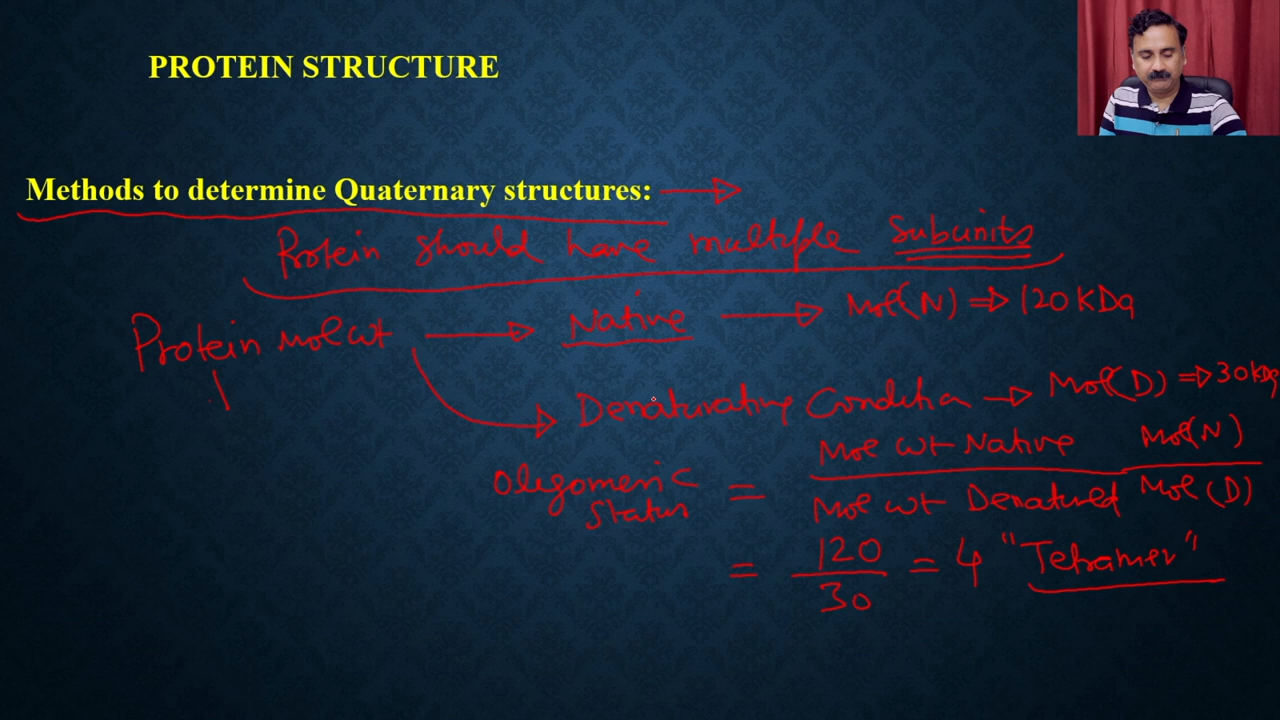 PROTEIN STRUCTURE
Methods to determine Quaternary structures:
Protein should have multiple Subunits
Protein mol wt → Native → Mol(N) ⇒ 120 KDa
Denaturating Condition → Mol(D) ⇒ 30 KDa
Oligomeric Status = Mol wt Native Mol(N)
Mol wt Denatured Mol(D)
= 120 = 4 "Tetramer"
30